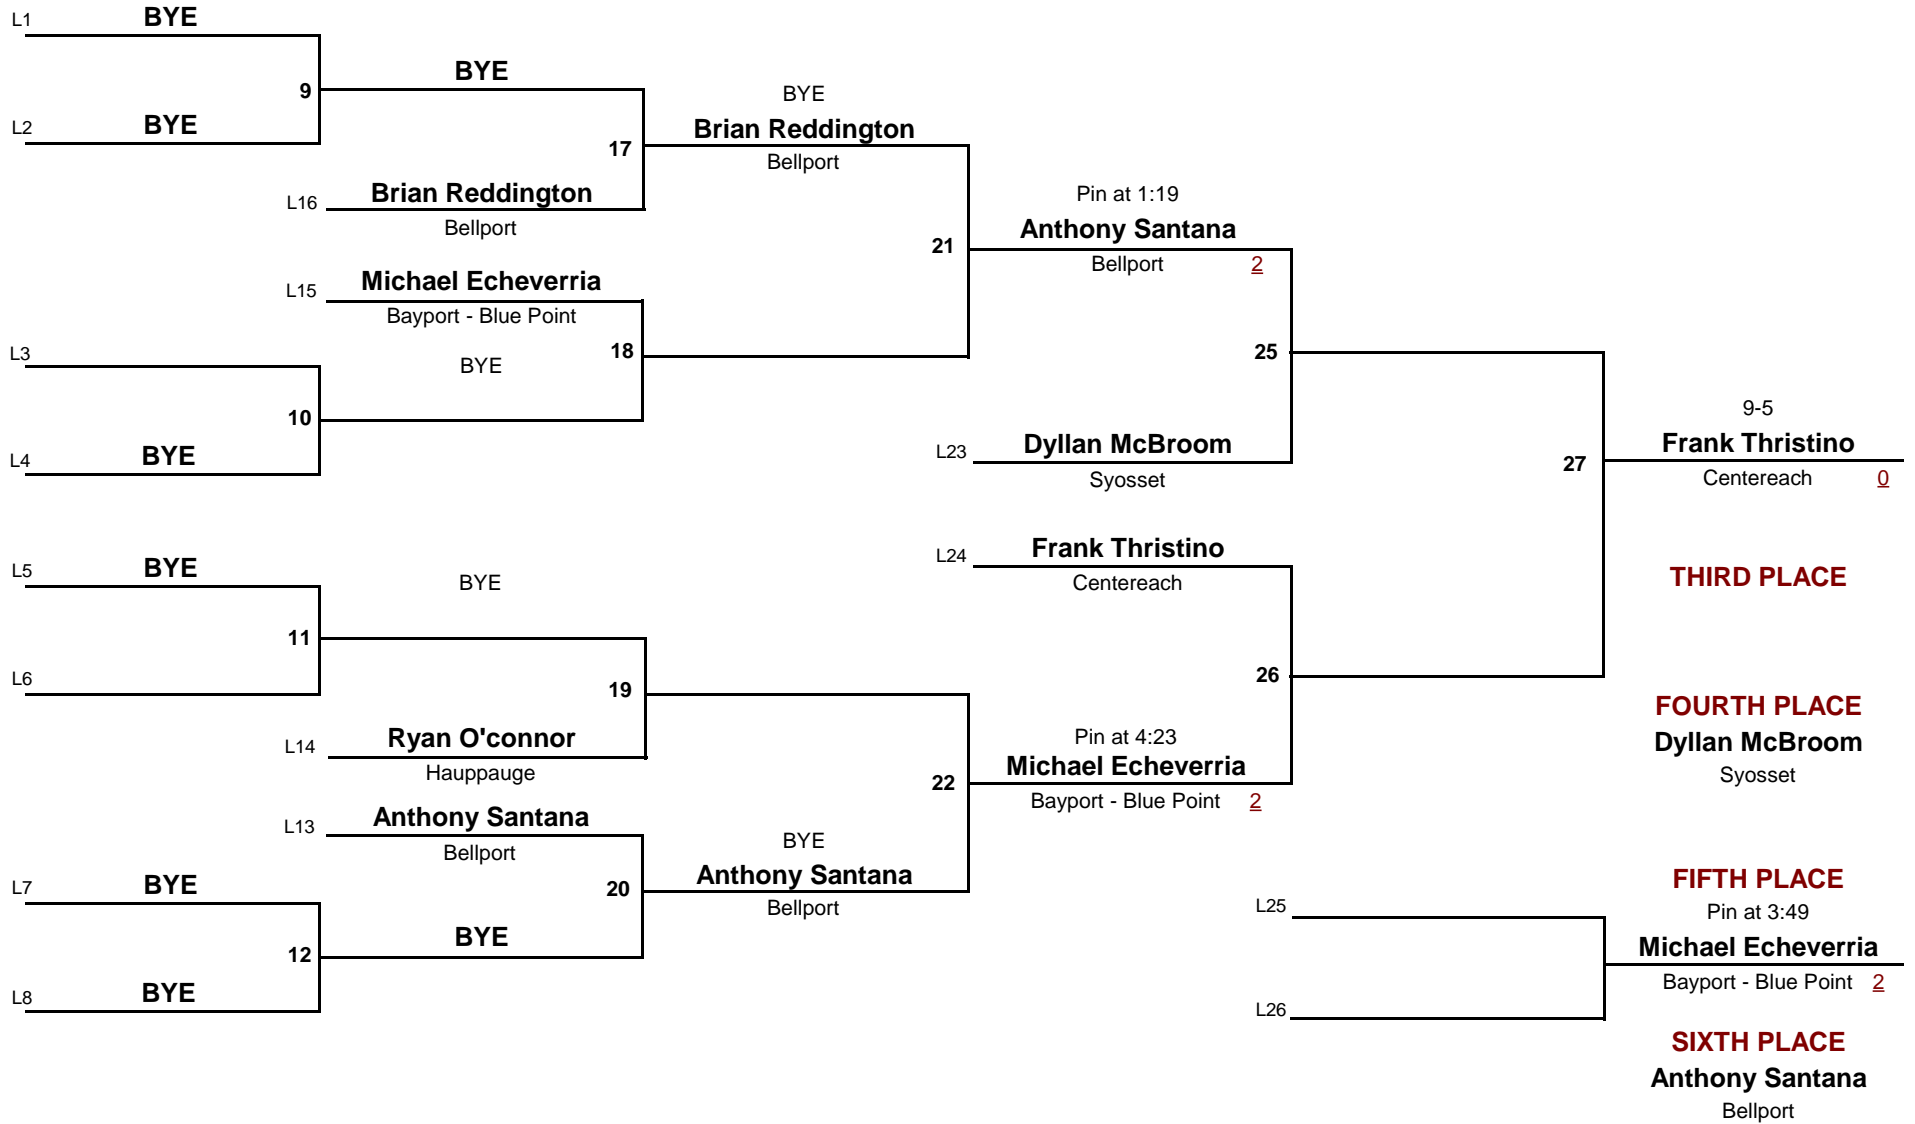 L1 BYE
9
BYE
L2 BYE
17
BYE
Brian Reddington
Bellport
L16 Brian Reddington
Bellport
L15 Michael Echeverria
Bayport - Blue Point
18
L3
BYE
10
L4 BYE
21
Pin at 1:19
Anthony Santana
Bellport 2
25
L23 Dyllan McBroom
Syosset
27
9-5
Frank Thristino
Centereach 0
THIRD PLACE
L5 BYE
BYE
11
L6
19
L14 Ryan O'connor
Hauppauge
L13 Anthony Santana
Bellport
20
L7 BYE
12
BYE
L8 BYE
BYE
Anthony Santana
Bellport
22
L24 Frank Thristino
Centereach
26
Pin at 4:23
Michael Echeverria
Bayport - Blue Point 2
FOURTH PLACE
Dyllan McBroom
Syosset
L25
L26
FIFTH PLACE
Pin at 3:49
Michael Echeverria
Bayport - Blue Point 2
SIXTH PLACE
Anthony Santana
Bellport